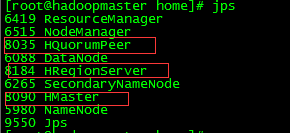 [root@hadoopmaster home]# jps
6419 ResourceManager
6515 NodeManager
8035 HQuorumPeer
6088 DataNode
8184 HRegionServer
6265 SecondaryNameNode
8090 HMaster
5980 NameNode
9550 Jps